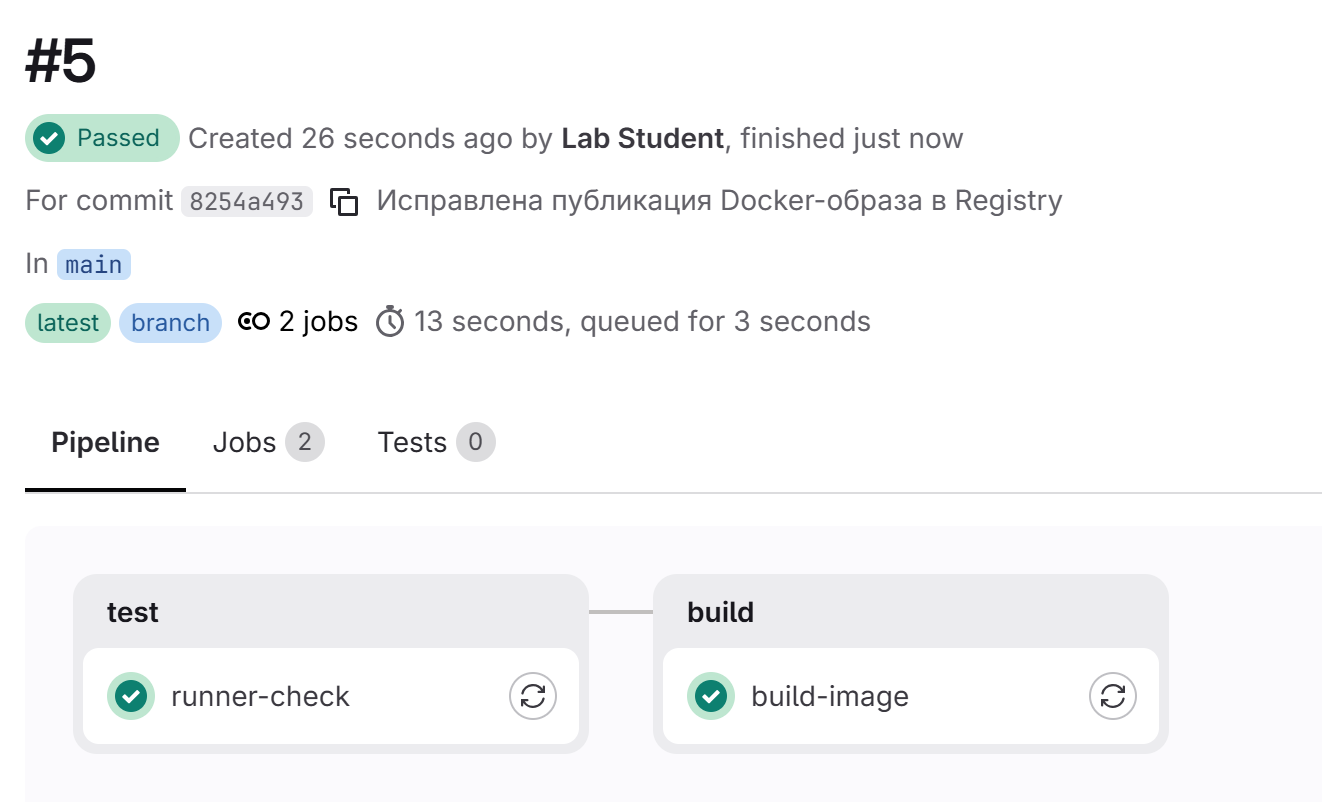 #5
Passed Created 26 seconds ago by Lab Student, finished just now
For commit 8254a493 Исправлена публикация Docker-образа в Registry
In main
latest branch 2 jobs 13 seconds, queued for 3 seconds
Pipeline Jobs 2 Tests 0
test build
runner-check build-image